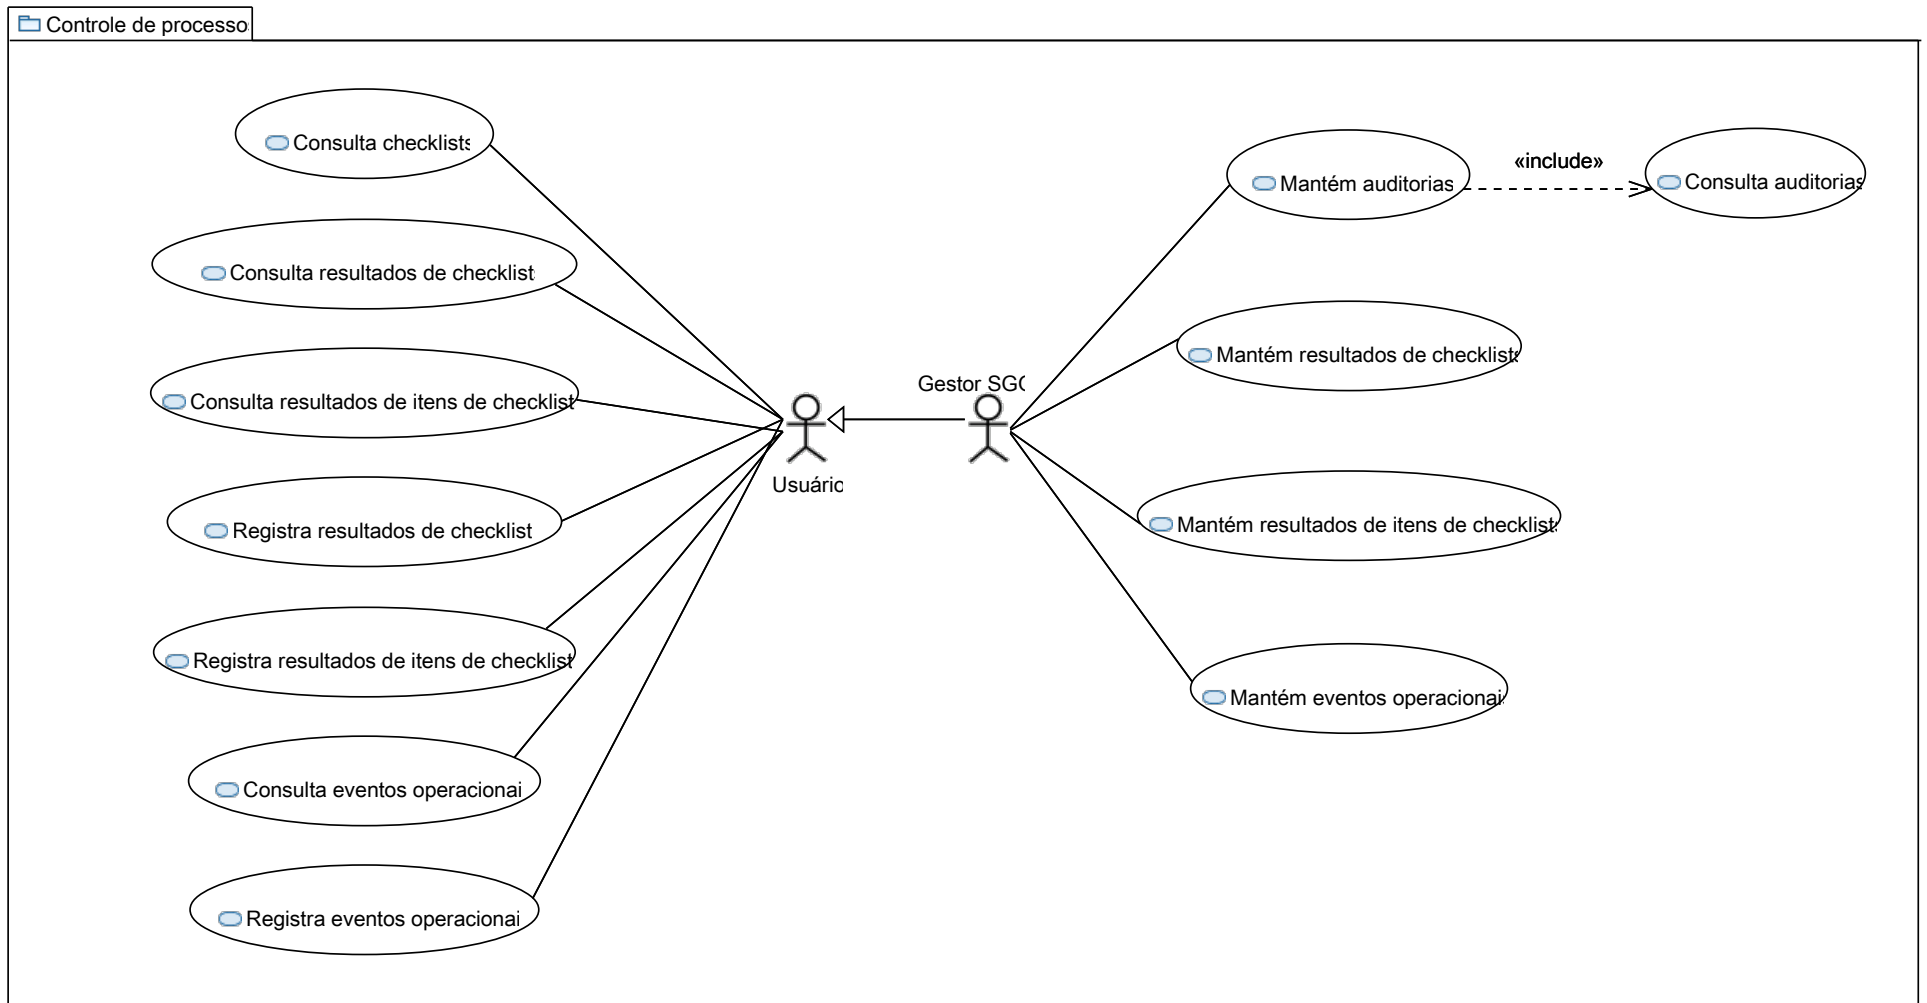 Controle de processo
Consulta checklists
Consulta resultados de checklist
Consulta resultados de itens de checklist
Registra resultados de checklist
Registra resultados de itens de checklist
Consulta eventos operacionai
Registra eventos operacionai
Usuário
Gestor SGQ
Mantém auditorias
«include»
Consulta auditorias
Mantém resultados de checklists
Mantém resultados de itens de checklists
Mantém eventos operacionai